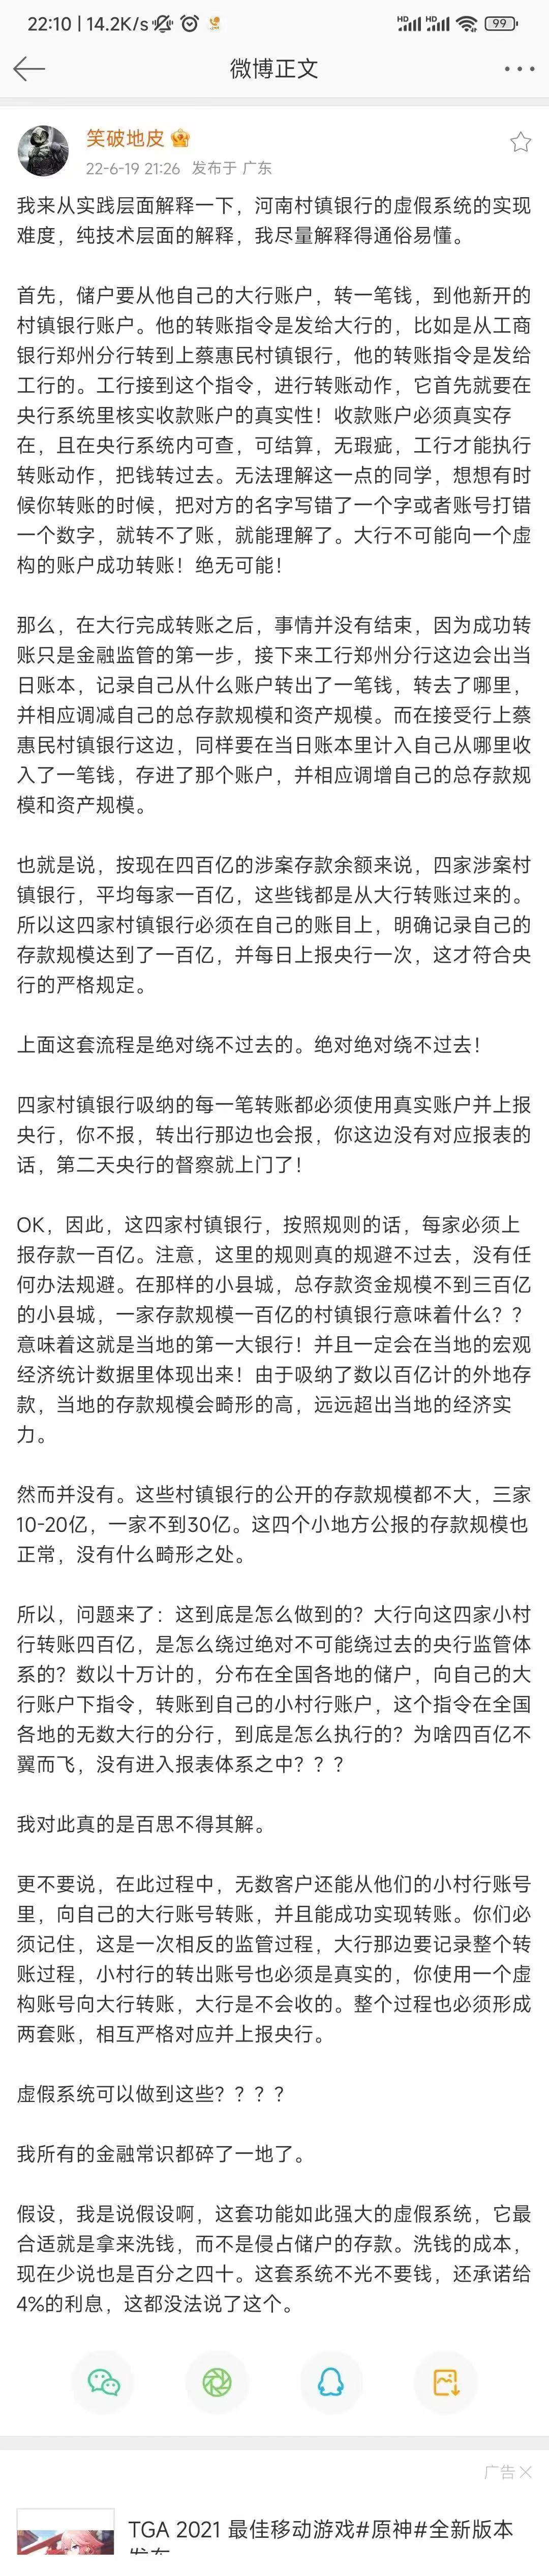 22:10 | 14.2K/s
HD HD 99
微博正文
笑破地皮
22-6-19 21:26 发布于 广东
我来从实践层面解释一下，河南村镇银行的虚假系统的实现
难度，纯技术层面的解释，我尽量解释得通俗易懂。
首先，储户要从他自己的大行账户，转一笔钱，到他新开的
村镇银行账户。他的转账指令是发给大行的，比如是从工商
银行郑州分行转到上蔡惠民村镇银行，他的转账指令是发给
工行的。工行接到这个指令，进行转账动作，它首先就要在
央行系统里核实收款账户的真实性！收款账户必须真实存
在，且在央行系统内可查，可结算，无瑕疵，工行才能执行
转账动作，把钱转过去。无法理解这一点的同学，想想有时
候你转账的时候，把对方的名字写错了一个字或者账号打错
一个数字，就转不了账，就能理解了。大行不可能向一个虚
构的账户成功转账！绝无可能！
那么，在大行完成转账之后，事情并没有结束，因为成功转
账只是金融监管的第一步，接下来工行郑州分行这边会出当
日账本，记录自己从什么账户转出了一笔钱，转去了哪里，
并相应调减自己的总存款规模和资产规模。而在接受行上蔡
惠民村镇银行这边，同样要在当日账本里计入自己从哪里收
入了一笔钱，存进了那个账户，并相应调增自己的总存款规
模和资产规模。
也就是说，按现在四百亿的涉案存款余额来说，四家涉案村
镇银行，平均每家一百亿，这些钱都是从大行转账过来的。
所以这四家村镇银行必须在自己的账目上，明确记录自己的
存款规模达到了一百亿，并每日上报央行一次，这才符合央
行的严格规定。
上面这套流程是绝对绕不过去的。绝对绝对绕不过去！
四家村镇银行吸纳的每一笔转账都必须使用真实账户并上报
央行，你不报，转出行那边也会报，你这边没有对应报表的
话，第二天央行的督察就上门了！
OK，因此，这四家村镇银行，按照规则的话，每家必须上
报存款一百亿。注意，这里的规则真的规避不过去，没有任
何办法规避。在那样的小县城，总存款资金规模不到三百亿
的小县城，一家存款规模一百亿的村镇银行意味着什么？？
意味着这就是当地的第一大银行！并且一定会在当地的宏观
经济统计数据里体现出来！由于吸纳了数以百亿计的外地存
款，当地的存款规模会畸形的高，远远超出当地的经济实
力。
然而并没有。这些村镇银行的公开的存款规模都不大，三家
10-20亿，一家不到30亿。这四个小地方公报的存款规模也
正常，没有什么畸形之处。
所以，问题来了：这到底是怎么做到的？大行向这四家小村
行转账四百亿，是怎么绕过绝对不可能绕过去的央行监管体
系的？数以十万计的，分布在全国各地的储户，向自己的大
行账户下指令，转账到自己的小村行账户，这个指令在全国
各地的无数大行的分行，到底是怎么执行的？为啥四百亿不
翼而飞，没有进入报表体系之中？？？
我对此真的是百思不得其解。
更不要说，在此过程中，无数客户还能从他们的小村行账号
里，向自己的大行账号转账，并且能成功实现转账。你们必
须记住，这是一次相反的监管过程，大行那边要记录整个转
账过程，小村行的转出账号也必须是真实的，你使用一个虚
构账号向大行转账，大行是不会收的。整个过程也必须形成
两套账，相互严格对应并上报央行。
虚假系统可以做到这些？？？？
我所有的金融常识都碎了一地了。
假设，我是说假设啊，这套功能如此强大的虚假系统，它最
合适就是拿来洗钱，而不是侵占储户的存款。洗钱的成本，
现在少说也是百分之四十。这套系统不光不要钱，还承诺给
4%的利息，这都没法说了这个。
广告
TGA 2021 最佳移动游戏#原神#全新版本